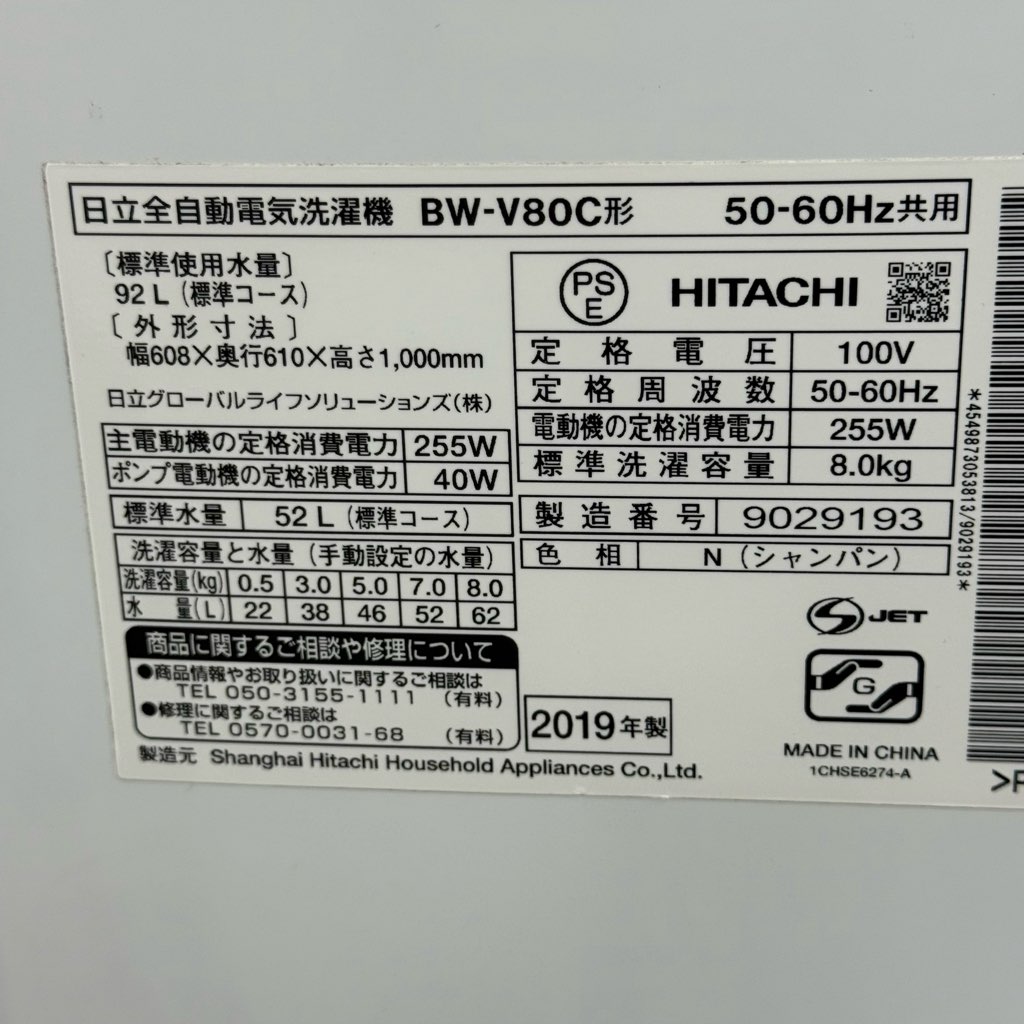 日立全自動電気洗濯機 BW-V80C形 50-60Hz共用
〔標準使用水量〕
92 L（標準コース）
〔外形寸法〕
幅608×奥行610×高さ1,000mm
日立グローバルライフソリューションズ（株）
主電動機の定格消費電力 255W
ポンプ電動機の定格消費電力 40W
標準水量 52 L（標準コース）
洗濯容量と水量（手動設定の水量）
洗濯容量(kg) 0.5 3.0 5.0 7.0 8.0
水量(L) 22 38 46 52 62
商品に関するご相談や修理について
●商品情報やお取り扱いに関するご相談は
TEL 050-3155-1111 （有料）
●修理に関するご相談は
TEL 0570-0031-68 （有料）
製造元 Shanghai Hitachi Household Appliances Co.,Ltd.
PS E HITACHI
定格電圧 100V
定格周波数 50-60Hz
電動機の定格消費電力 255W
標準洗濯容量 8.0kg
製造番号 9029193
色相 N（シャンパン）
S JET
G
2019年製
MADE IN CHINA
1CHSE6274-A
*4549873053813/9029193*